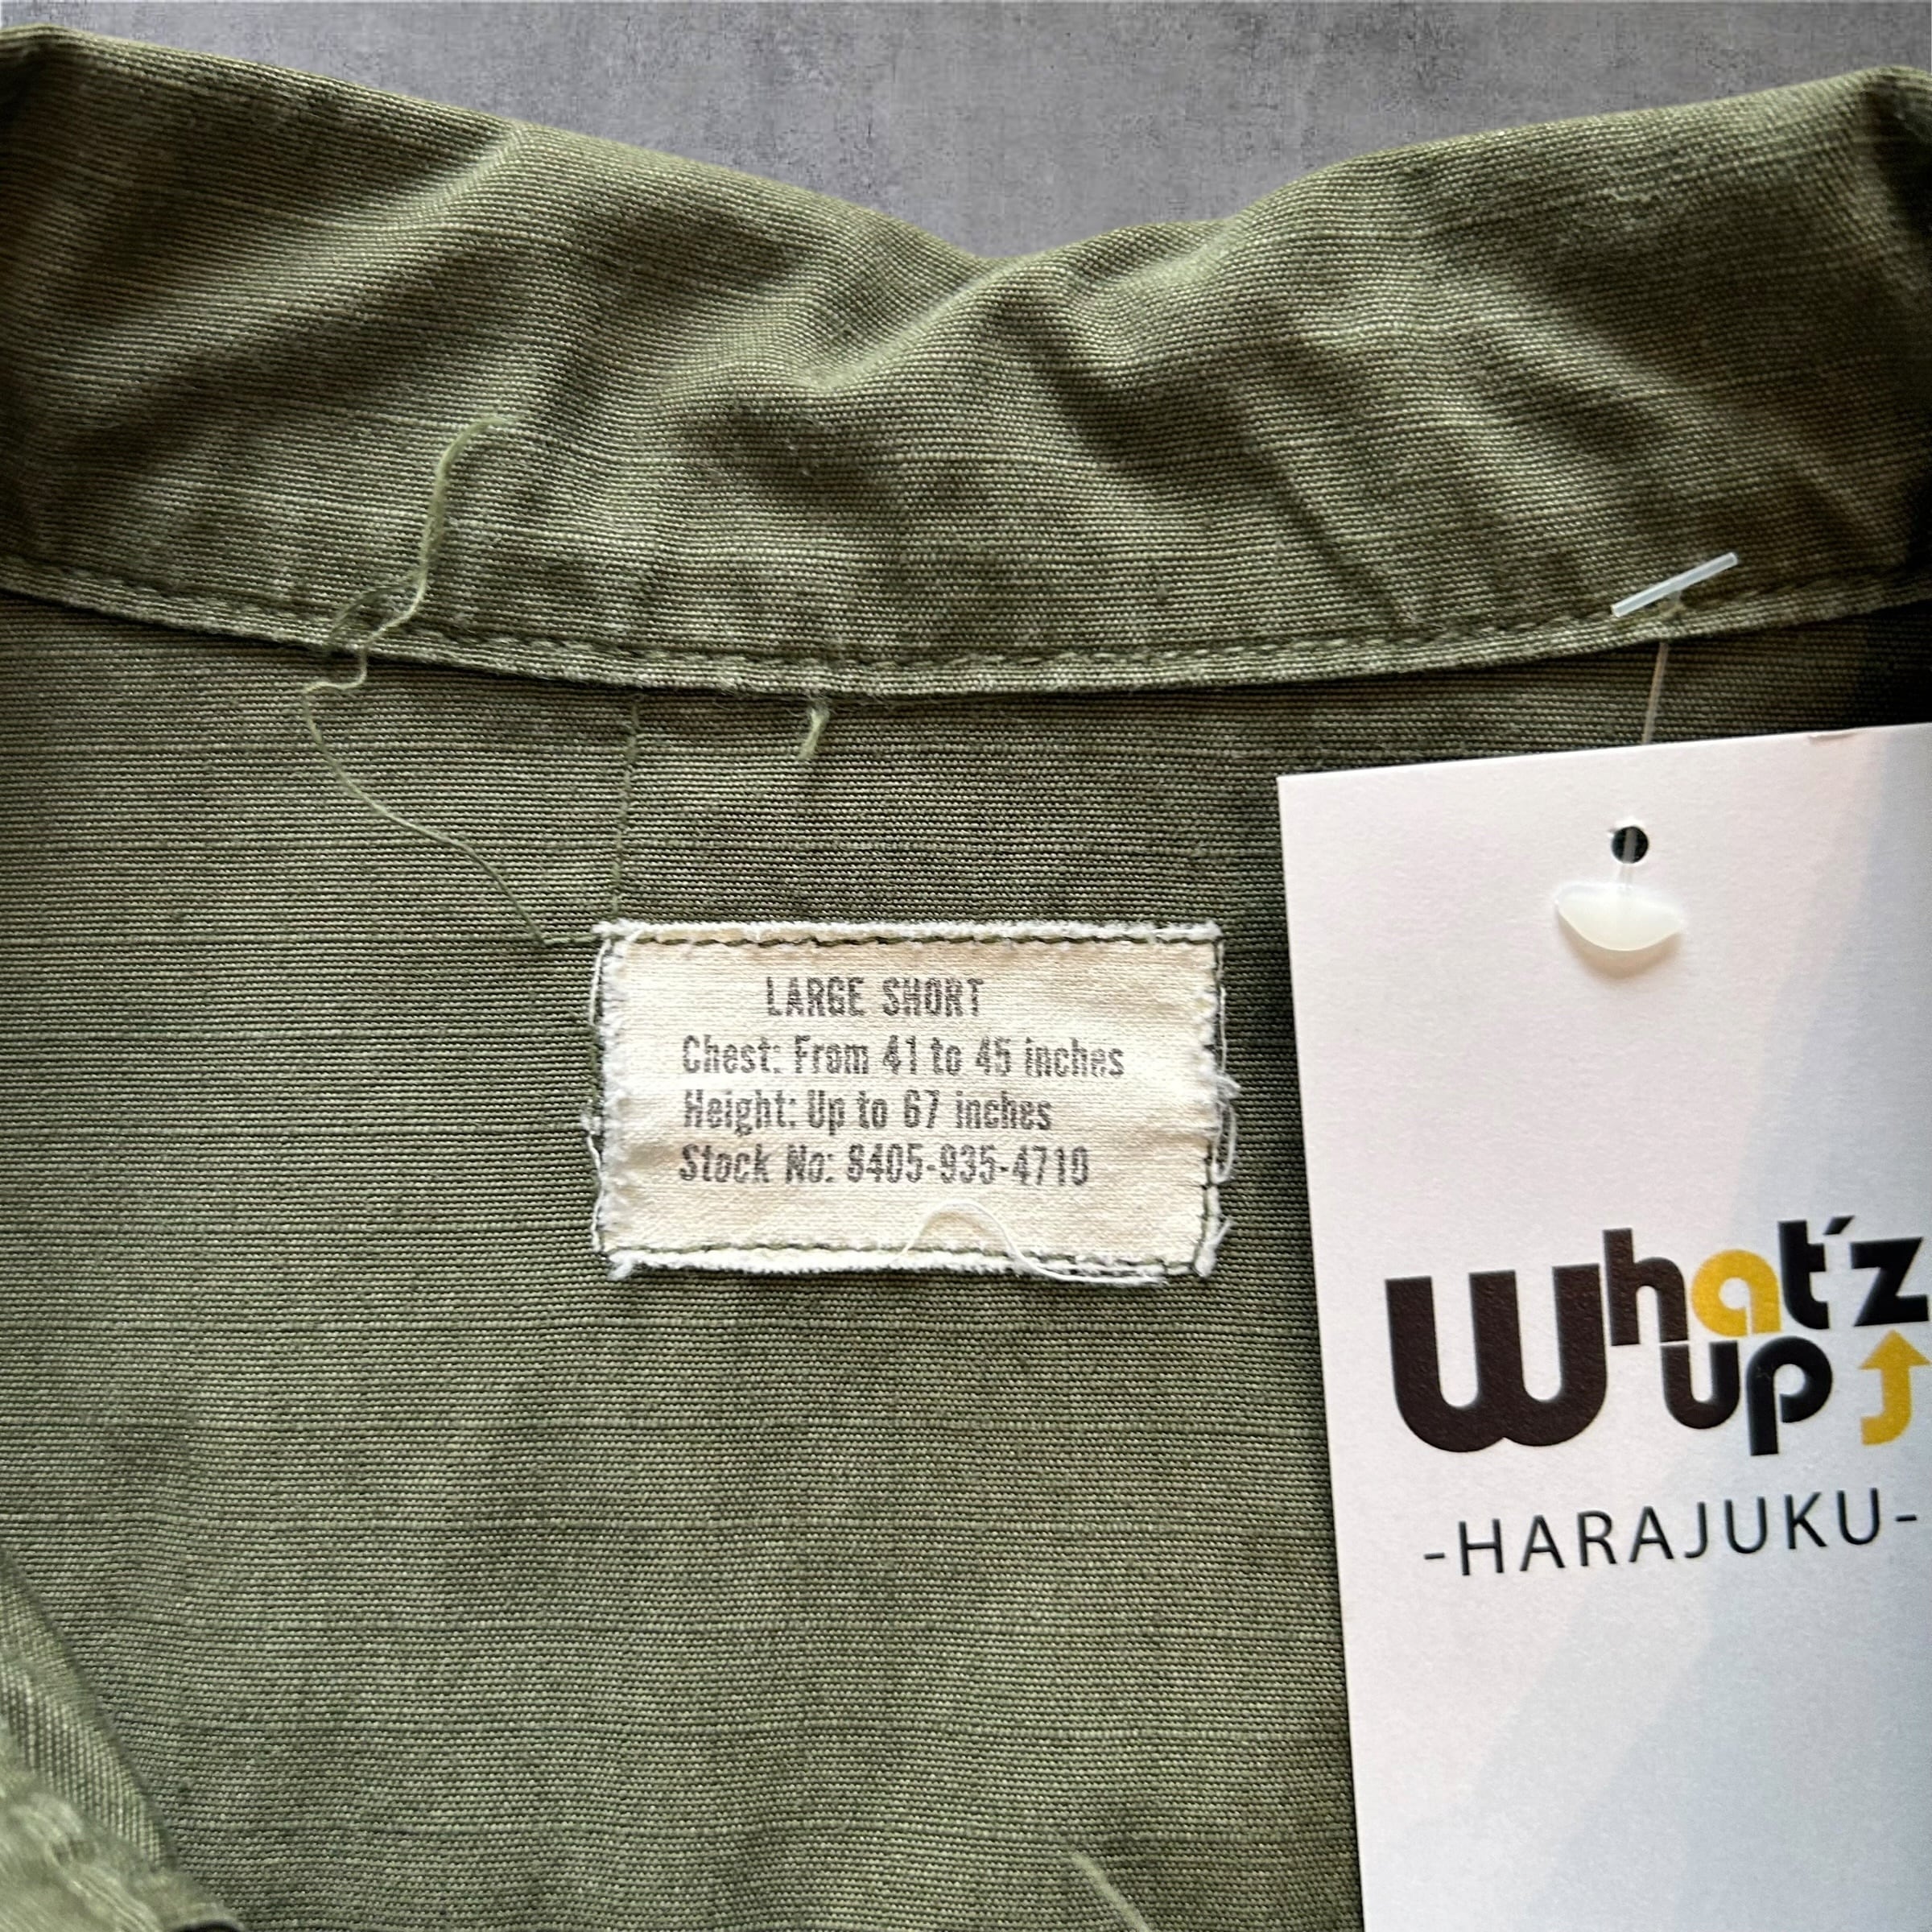 LARGE SHORT
Chest: From 41 to 45 inches
Height: Up to 67 inches
Stock No: 8405-935-4710
What'z
up
-HARAJUKU-